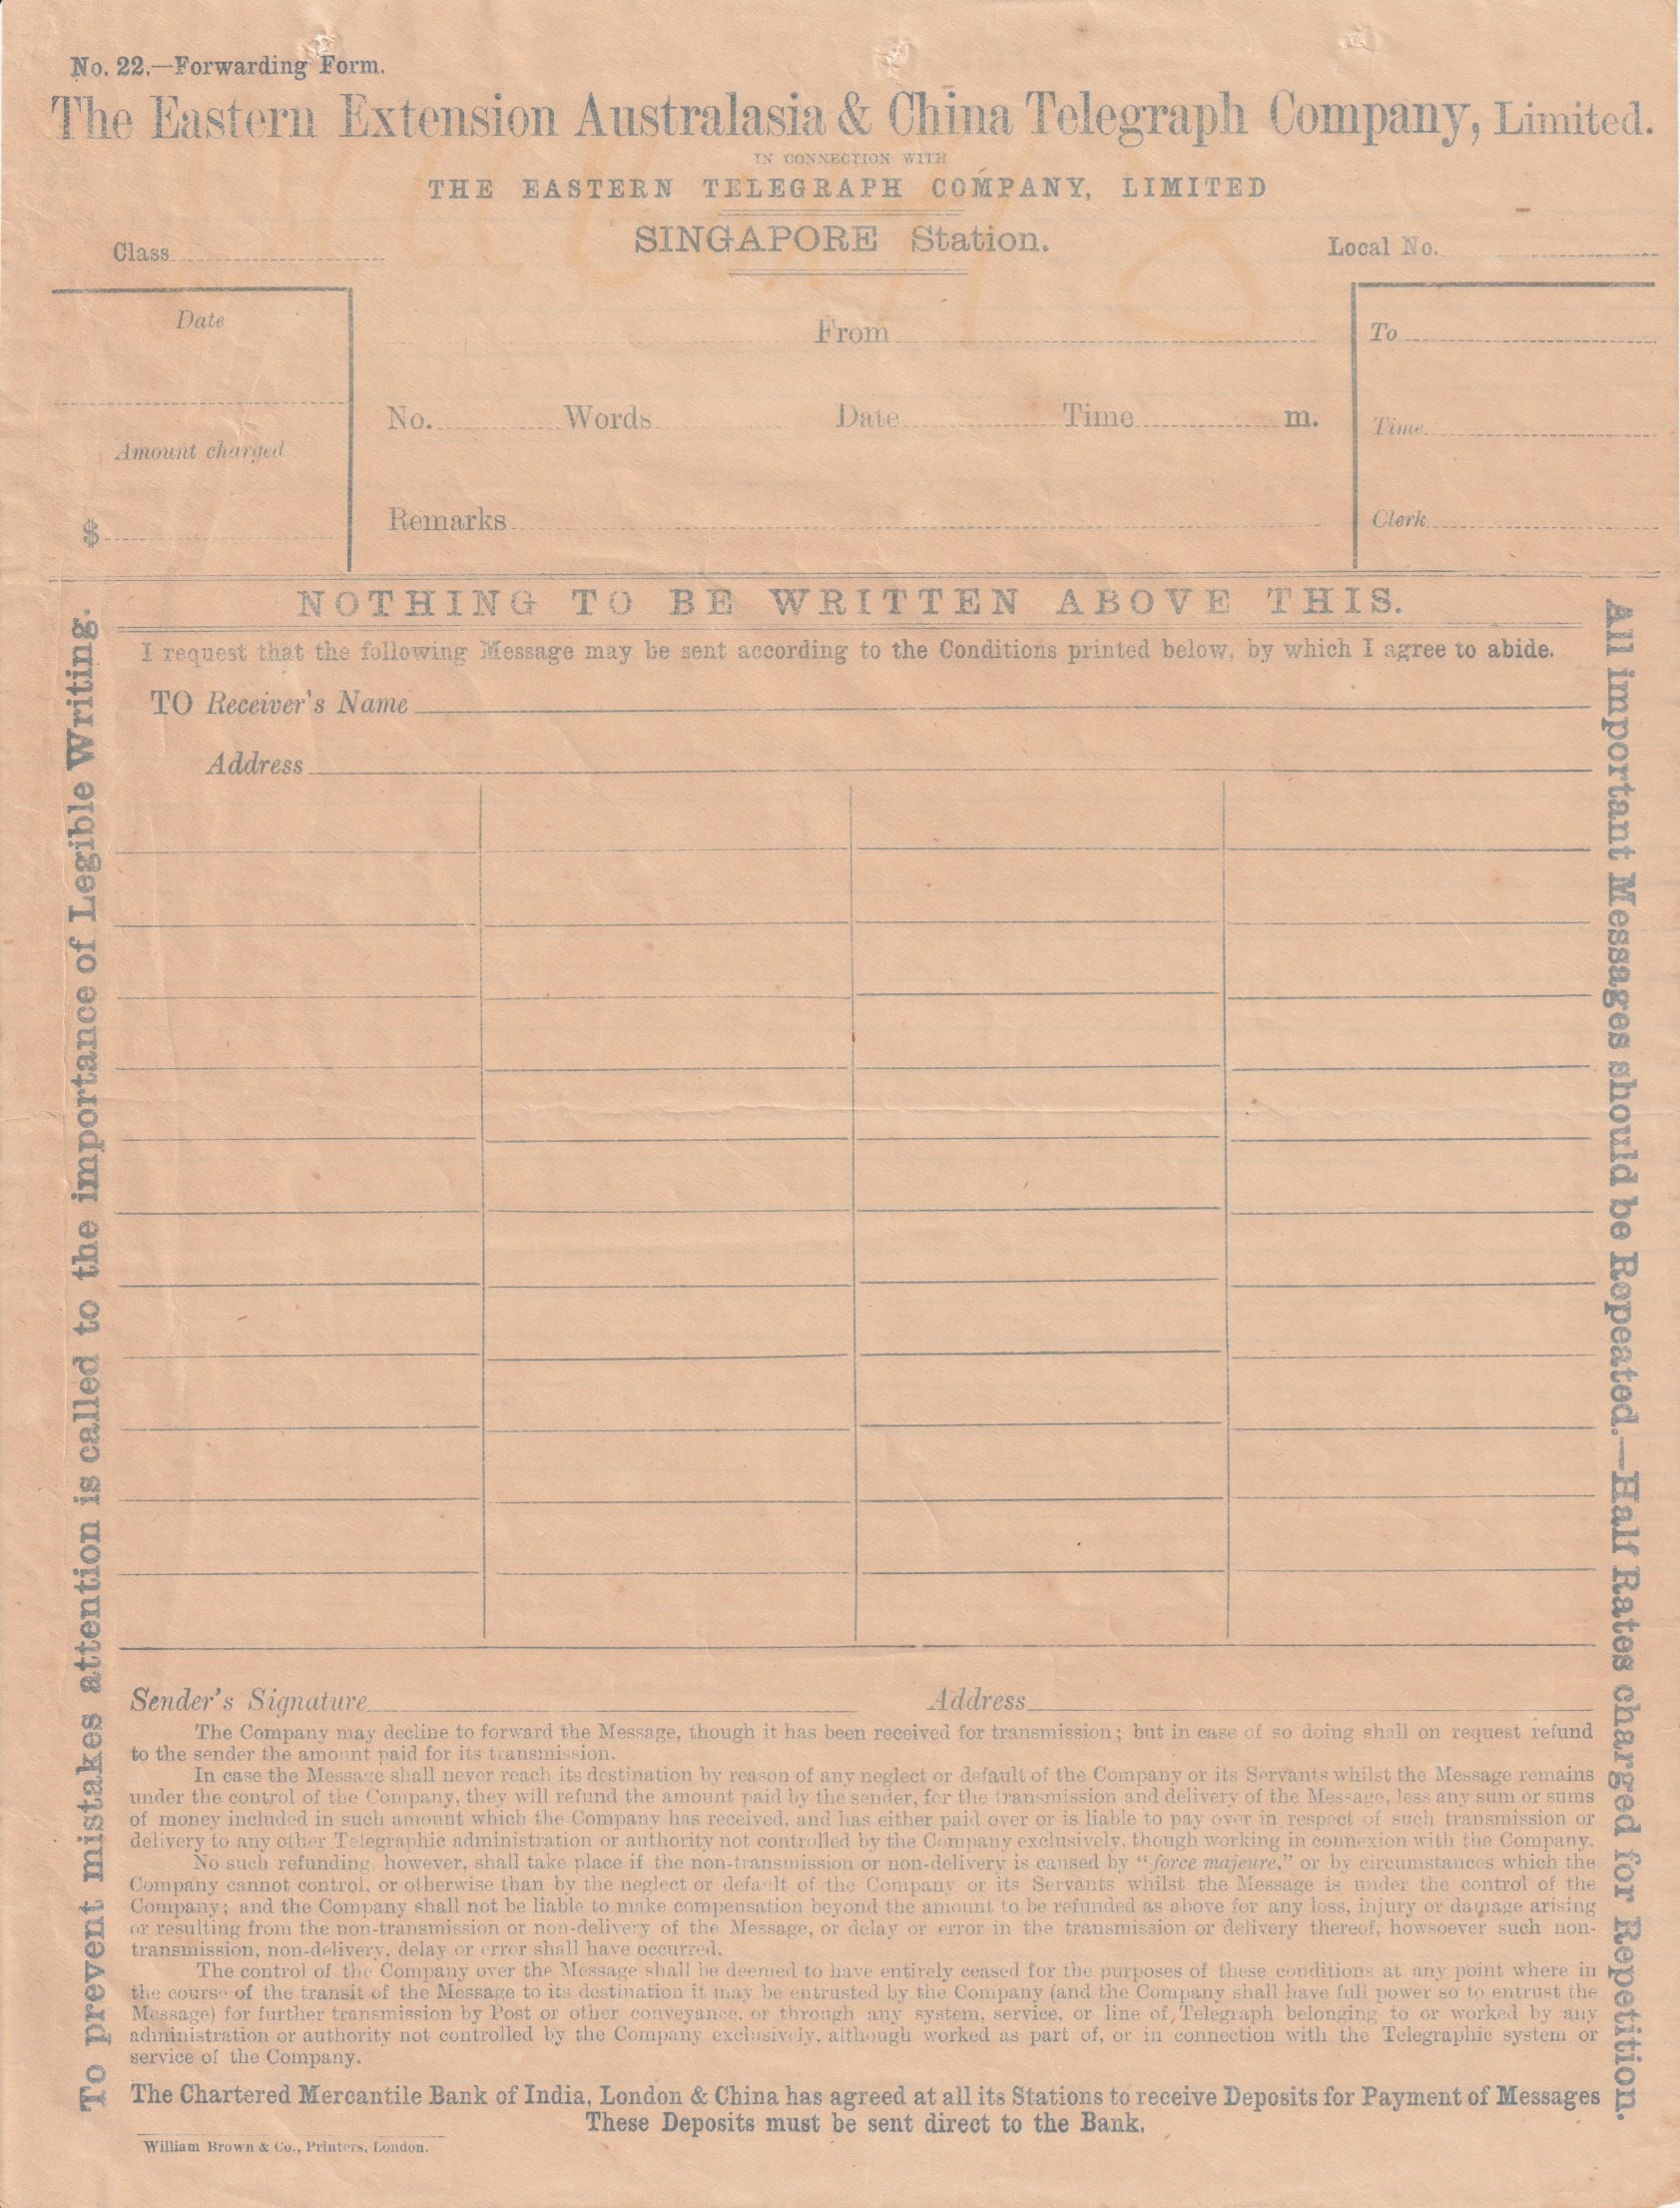 No. 22.—Forwarding Form.
The Eastern Extension Australasia & China Telegraph Company, Limited.
IN CONNECTION WITH
THE EASTERN TELEGRAPH COMPANY, LIMITED
SINGAPORE Station.
Class
Local No.
Date
From
To
No. Words Date Time m.
Time
Amount charged
$
Remarks
Clerk
NOTHING TO BE WRITTEN ABOVE THIS.
I request that the following Message may be sent according to the Conditions printed below, by which I agree to abide.
TO Receiver's Name
Address
To prevent mistakes attention is called to the importance of Legible Writing.
All important Messages should be Repeated.—Half Rates charged for Repetition.
Sender's Signature Address
The Company may decline to forward the Message, though it has been received for transmission; but in case of so doing shall on request refund
to the sender the amount paid for its transmission.
In case the Message shall never reach its destination by reason of any neglect or default of the Company or its Servants whilst the Message remains
under the control of the Company, they will refund the amount paid by the sender, for the transmission and delivery of the Message, less any sum or sums
of money included in such amount which the Company has received, and has either paid over or is liable to pay over in respect of such transmission or
delivery to any other Telegraphic administration or authority not controlled by the Company exclusively, though working in connexion with the Company.
No such refunding, however, shall take place if the non-transmission or non-delivery is caused by "force majeure," or by circumstances which the
Company cannot control, or otherwise than by the neglect or default of the Company or its Servants whilst the Message is under the control of the
Company; and the Company shall not be liable to make compensation beyond the amount to be refunded as above for any loss, injury or damage arising
or resulting from the non-transmission or non-delivery of the Message, or delay or error in the transmission or delivery thereof, howsoever such non-
transmission, non-delivery, delay or error shall have occurred.
The control of the Company over the Message shall be deemed to have entirely ceased for the purposes of these conditions at any point where in
the course of the transit of the Message to its destination it may be entrusted by the Company (and the Company shall have full power so to entrust the
Message) for further transmission by Post or other conveyance, or through any system, service, or line of Telegraph belonging to or worked by any
administration or authority not controlled by the Company exclusively, although worked as part of, or in connection with the Telegraphic system or
service of the Company.
The Chartered Mercantile Bank of India, London & China has agreed at all its Stations to receive Deposits for Payment of Messages
These Deposits must be sent direct to the Bank.
William Brown & Co., Printers, London.